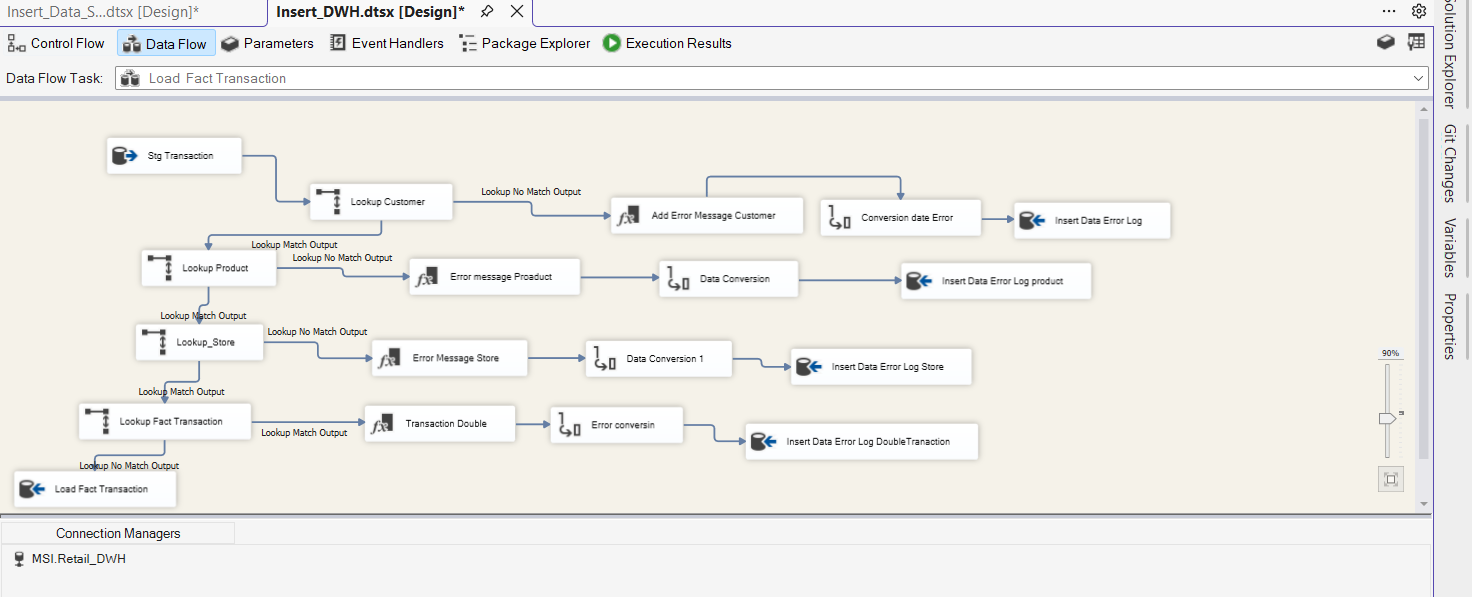 Insert_Data_S...dtsx [Design]*
Insert_DWH.dtsx [Design]*
Control Flow
Data Flow
Parameters
Event Handlers
Package Explorer
Execution Results
Data Flow Task:
Load Fact Transaction
Stg Transaction
Lookup Customer
Lookup No Match Output
Add Error Message Customer
Conversion date Error
Insert Data Error Log
Lookup Match Output
Lookup Product
Lookup No Match Output
Error message Proaduct
Data Conversion
Insert Data Error Log product
Lookup Match Output
Lookup_Store
Lookup No Match Output
Error Message Store
Data Conversion 1
Insert Data Error Log Store
Lookup Match Output
Lookup Fact Transaction
Lookup Match Output
Transaction Double
Error conversin
Insert Data Error Log DoubleTranaction
Lookup No Match Output
Load Fact Transaction
90%
Connection Managers
MSI.Retail_DWH
Solution Explorer
Git Changes
Variables
Properties